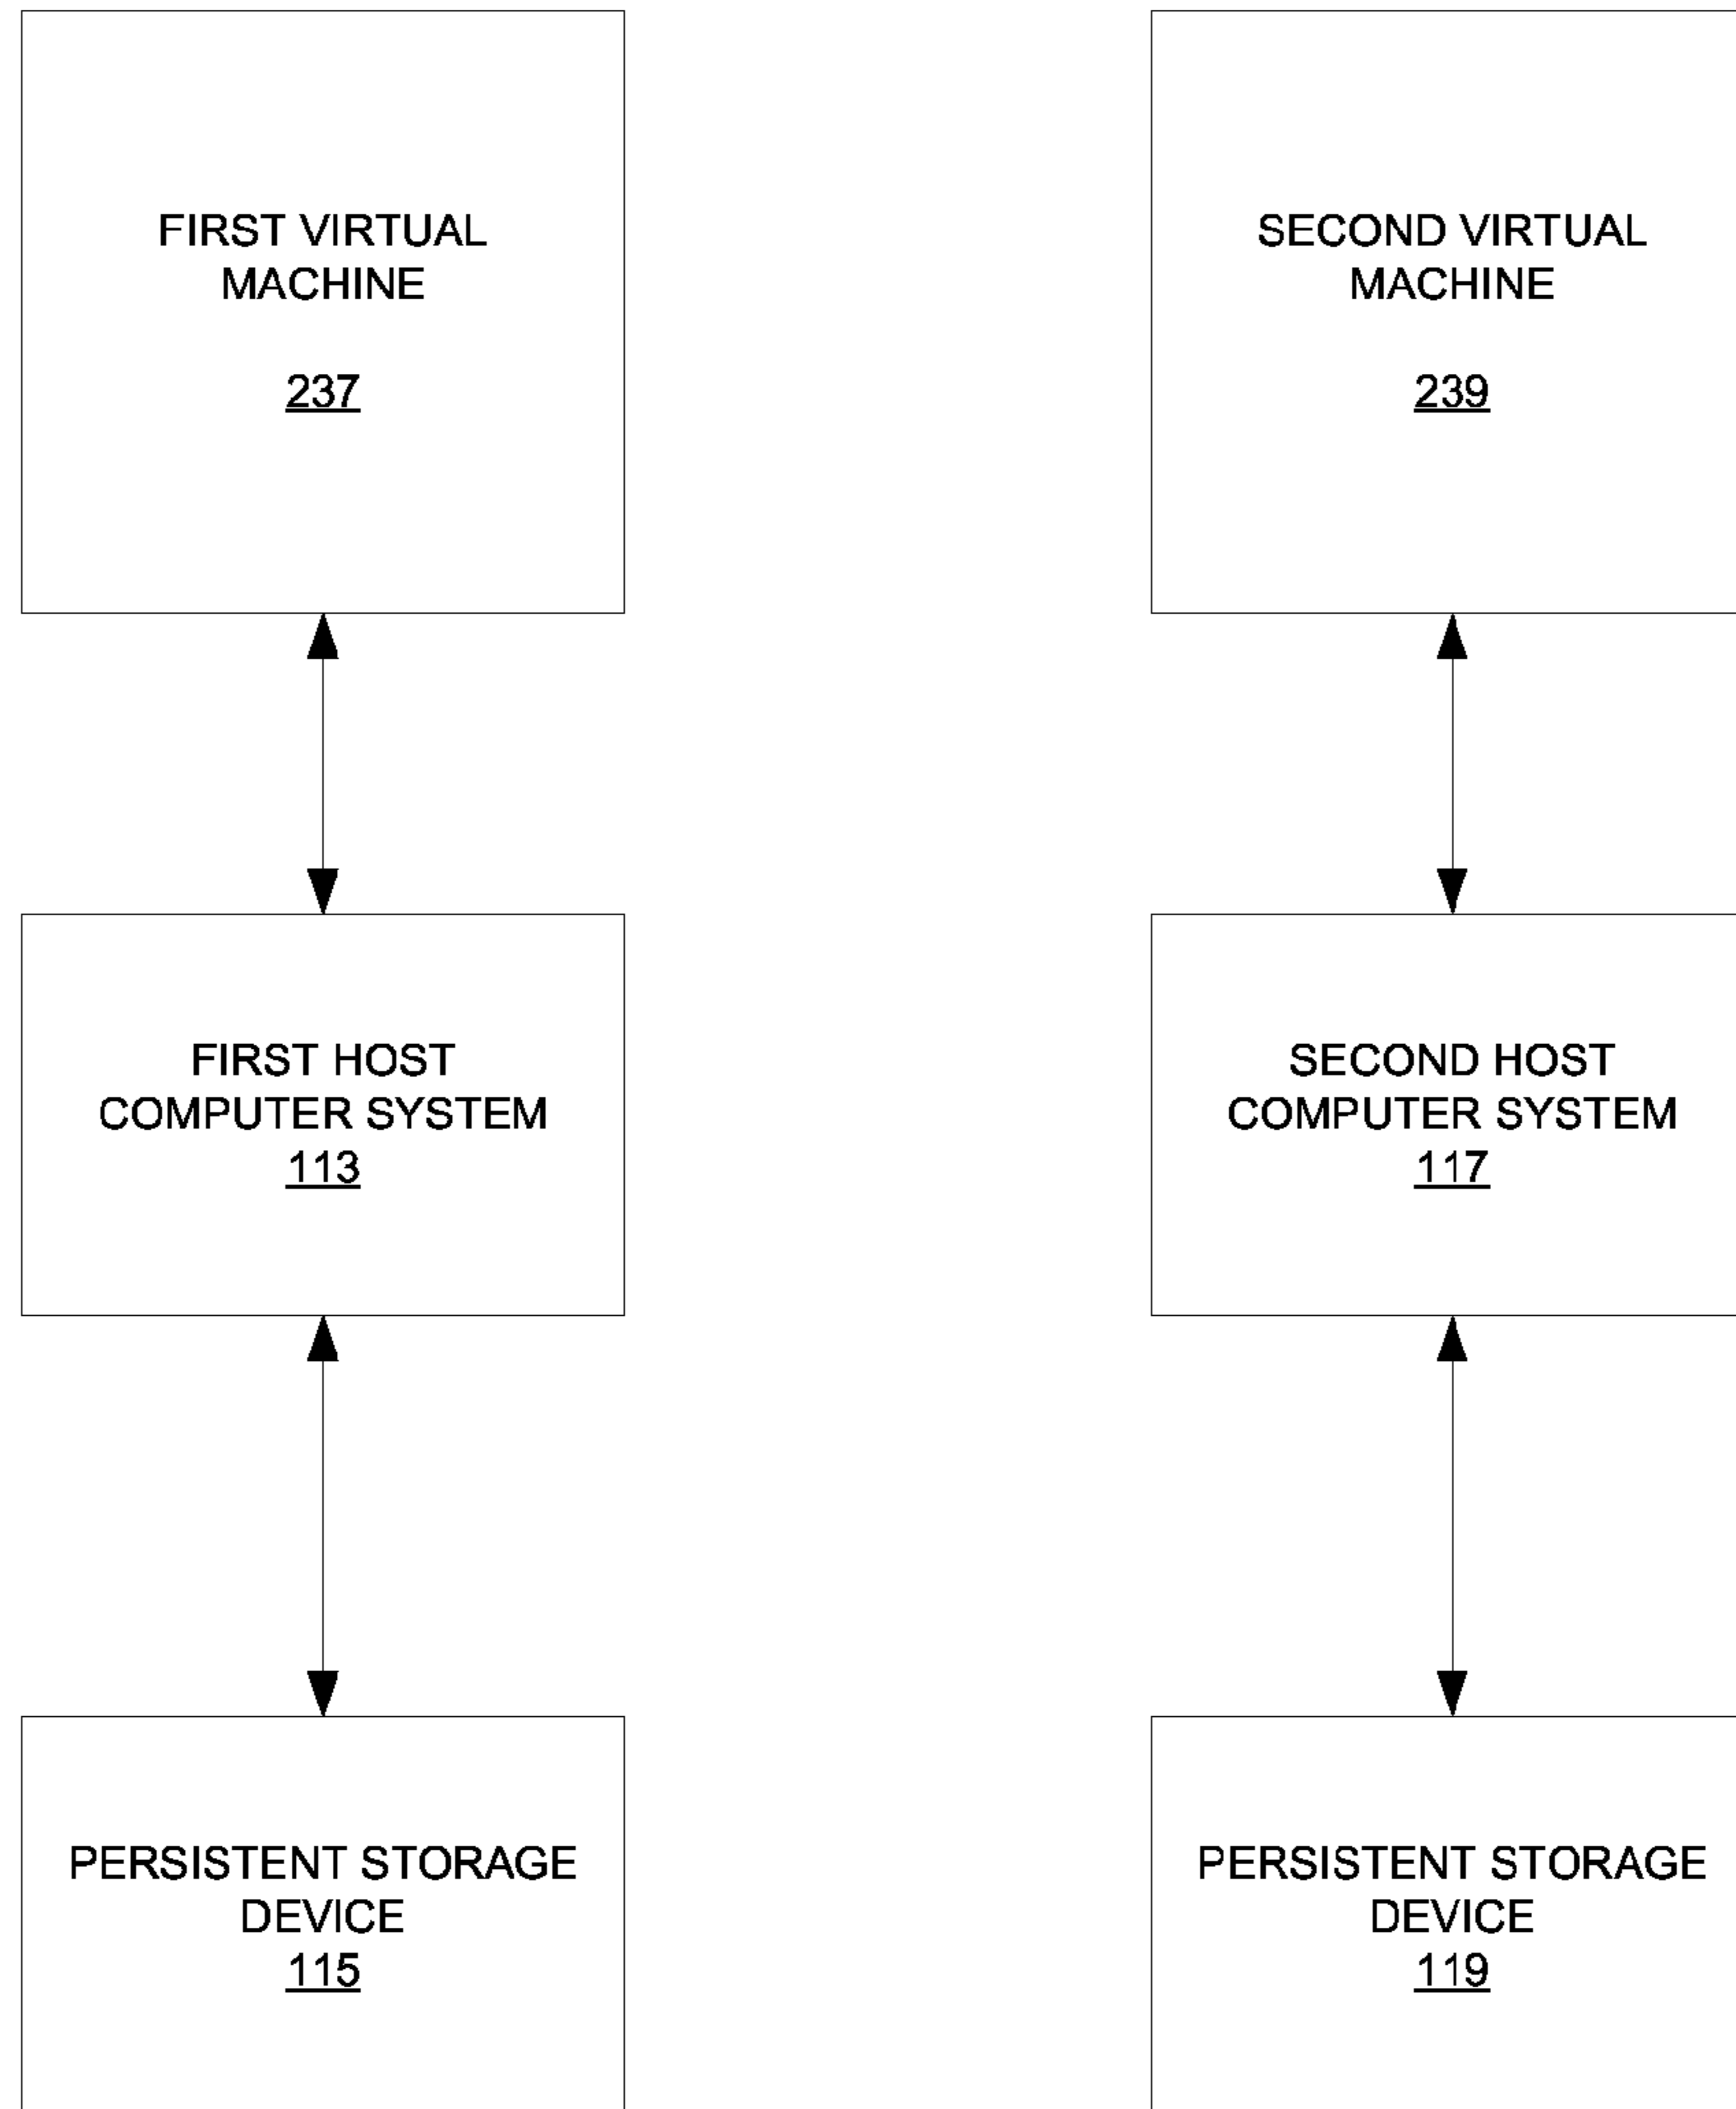 FIRST VIRTUAL
MACHINE
237
SECOND VIRTUAL
MACHINE
239
FIRST HOST
COMPUTER SYSTEM
113
SECOND HOST
COMPUTER SYSTEM
117
PERSISTENT STORAGE
DEVICE
115
PERSISTENT STORAGE
DEVICE
119